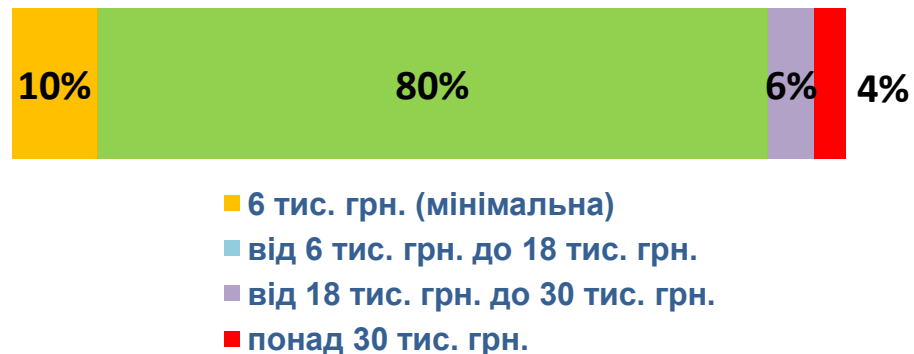 10% 80% 6% 4%
6 тис. грн. (мінімальна)
від 6 тис. грн. до 18 тис. грн.
від 18 тис. грн. до 30 тис. грн.
понад 30 тис. грн.